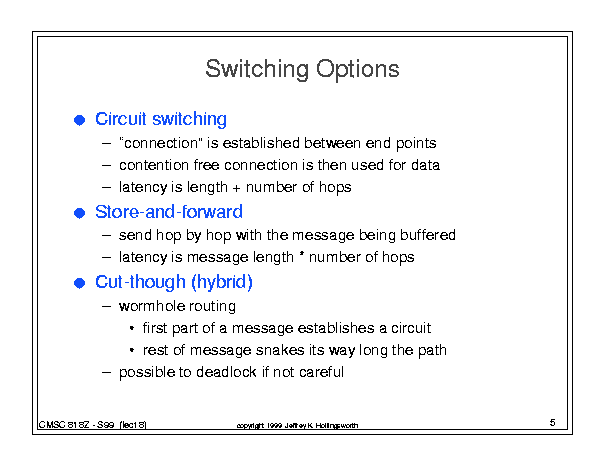 Switching Options
● Circuit switching
– “connection” is established between end points
– contention free connection is then used for data
– latency is length + number of hops
● Store-and-forward
– send hop by hop with the message being buffered
– latency is message length * number of hops
● Cut-though (hybrid)
– wormhole routing
• first part of a message establishes a circuit
• rest of message snakes its way long the path
– possible to deadlock if not careful
CMSC 818Z - S99 (lect 8) copyright 1999 Jeffrey K. Hollingsworth 5